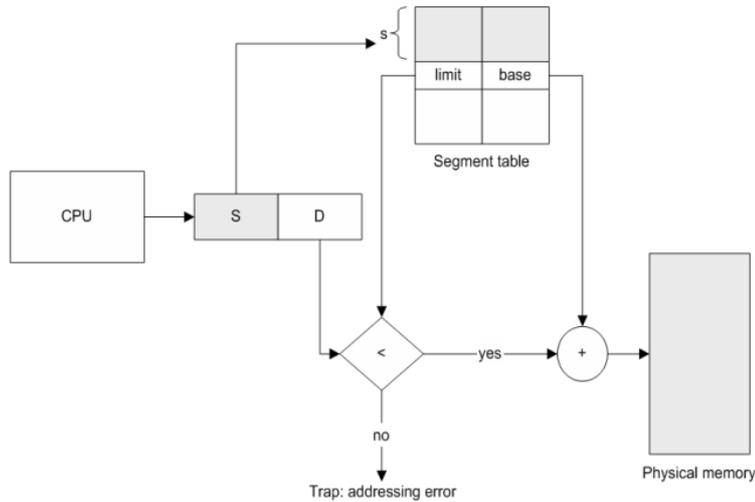 s
limit base
Segment table
CPU
S D
< yes +
no
Trap: addressing error
Physical memory